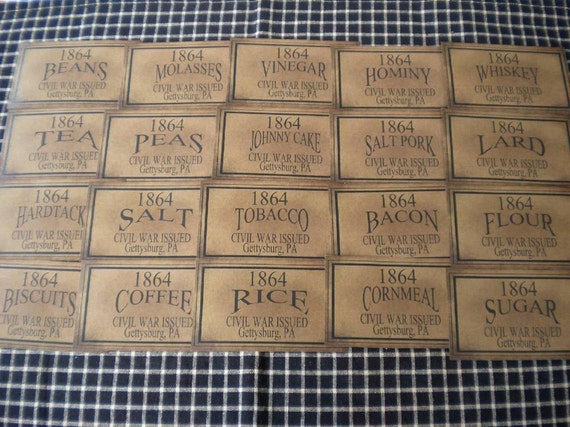 1864
BEANS
CIVIL WAR ISSUED
Gettysburg, PA
1864
MOLASSES
CIVIL WAR ISSUED
Gettysburg, PA
1864
VINEGAR
CIVIL WAR ISSUED
Gettysburg, PA
1864
HOMINY
CIVIL WAR ISSUED
Gettysburg, PA
1864
WHISKEY
CIVIL WAR ISSUED
Gettysburg, PA
1864
TEA
CIVIL WAR ISSUED
Gettysburg, PA
1864
PEAS
CIVIL WAR ISSUED
Gettysburg, PA
1864
JOHNNY CAKE
CIVIL WAR ISSUED
Gettysburg, PA
1864
SALT PORK
CIVIL WAR ISSUED
Gettysburg, PA
1864
LARD
CIVIL WAR ISSUED
Gettysburg, PA
1864
HARDTACK
CIVIL WAR ISSUED
Gettysburg, PA
1864
SALT
CIVIL WAR ISSUED
Gettysburg, PA
1864
TOBACCO
CIVIL WAR ISSUED
Gettysburg, PA
1864
BACON
CIVIL WAR ISSUED
Gettysburg, PA
1864
FLOUR
CIVIL WAR ISSUED
Gettysburg, PA
1864
BISCUITS
CIVIL WAR ISSUED
Gettysburg, PA
1864
COFFEE
CIVIL WAR ISSUED
Gettysburg, PA
1864
RICE
CIVIL WAR ISSUED
Gettysburg, PA
1864
CORNMEAL
CIVIL WAR ISSUED
Gettysburg, PA
1864
SUGAR
CIVIL WAR ISSUED
Gettysburg, PA